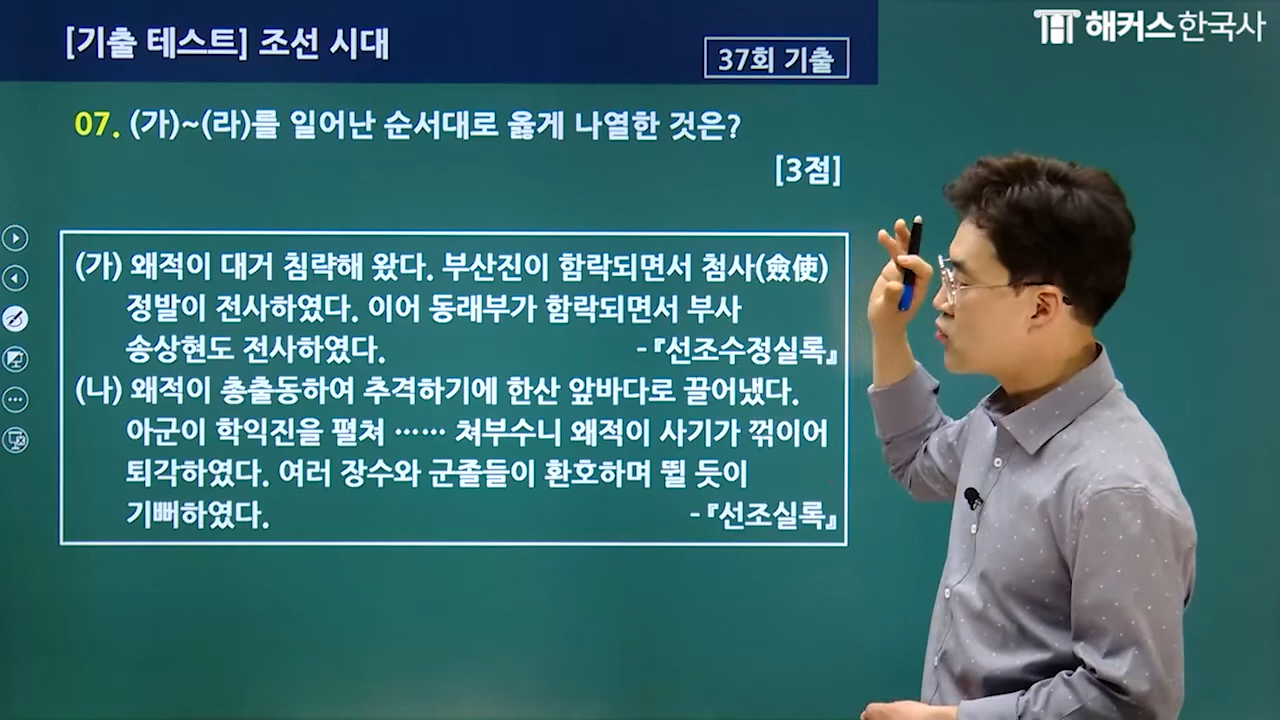 [기출 테스트] 조선 시대
37회 기출
해커스한국사
07. (가)~(라)를 일어난 순서대로 옳게 나열한 것은?
[3점]
(가) 왜적이 대거 침략해 왔다. 부산진이 함락되면서 첨사(僉使)
정발이 전사하였다. 이어 동래부가 함락되면서 부사
송상현도 전사하였다. -『선조수정실록』
(나) 왜적이 총출동하여 추격하기에 한산 앞바다로 끌어냈다.
아군이 학익진을 펼쳐 …… 쳐부수니 왜적이 사기가 꺾이어
퇴각하였다. 여러 장수와 군졸들이 환호하며 뛸 듯이
기뻐하였다. -『선조실록』